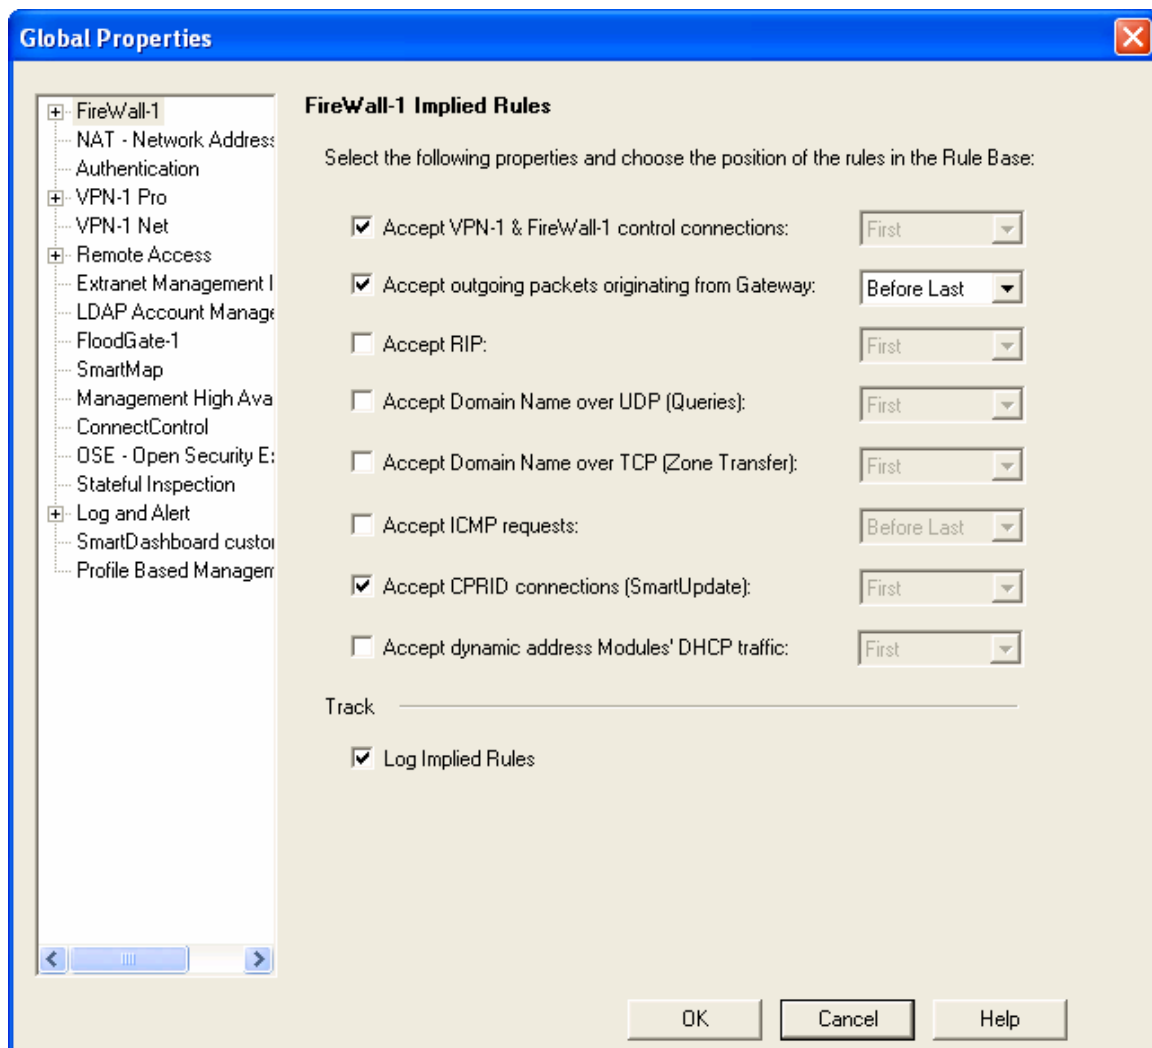 Global Properties
FireWall-1
NAT - Network Address
Authentication
VPN-1 Pro
VPN-1 Net
Remote Access
Extranet Management I
LDAP Account Manage
FloodGate-1
SmartMap
Management High Ava
ConnectControl
OSE - Open Security E
Stateful Inspection
Log and Alert
SmartDashboard custor
Profile Based Managem
FireWall-1 Implied Rules
Select the following properties and choose the position of the rules in the Rule Base:
Accept VPN-1 & FireWall-1 control connections: First
Accept outgoing packets originating from Gateway: Before Last
Accept RIP: First
Accept Domain Name over UDP (Queries): First
Accept Domain Name over TCP (Zone Transfer): First
Accept ICMP requests: Before Last
Accept CPRID connections (SmartUpdate): First
Accept dynamic address Modules' DHCP traffic: First
Track
Log Implied Rules
OK Cancel Help